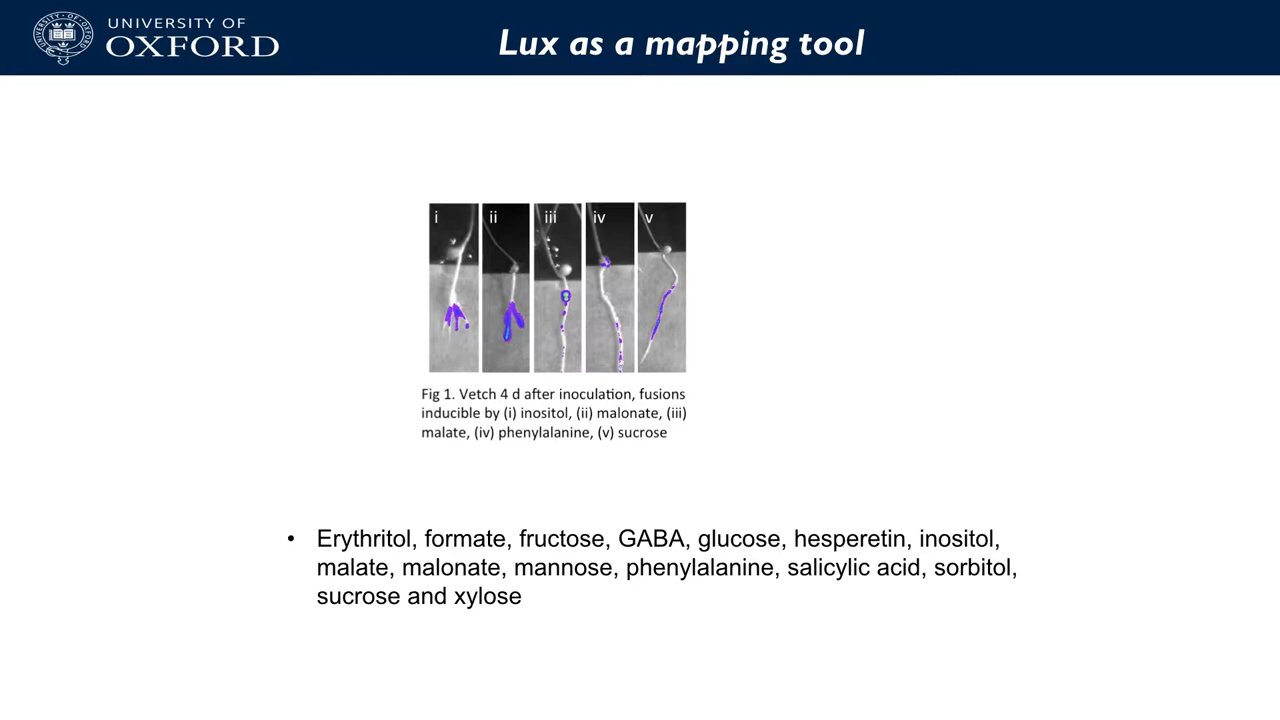 UNIVERSITY OF
OXFORD
Lux as a mapping tool
i ii iii iv v
Fig 1. Vetch 4 d after inoculation, fusions
inducible by (i) inositol, (ii) malonate, (iii)
malate, (iv) phenylalanine, (v) sucrose
• Erythritol, formate, fructose, GABA, glucose, hesperetin, inositol,
malate, malonate, mannose, phenylalanine, salicylic acid, sorbitol,
sucrose and xylose